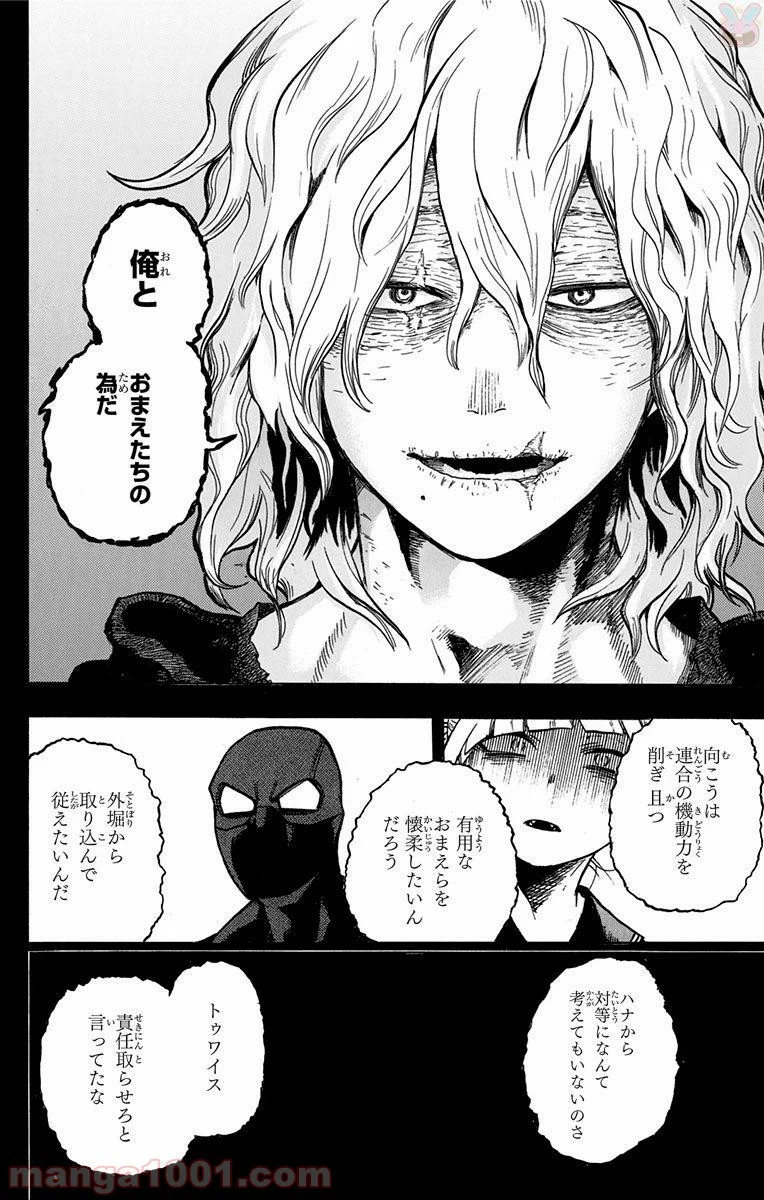 俺と
おまえたちの
為だ
向こうは
連合の機動力を
削ぎ 且つ
有用な
おまえらを
懐柔したいん
だろう
外堀から
取り込んで
従えたいんだ
ハナから
対等になんて
考えてもいないのさ
トゥワイス
責任取らせろと
言ってたな
manga1001.com